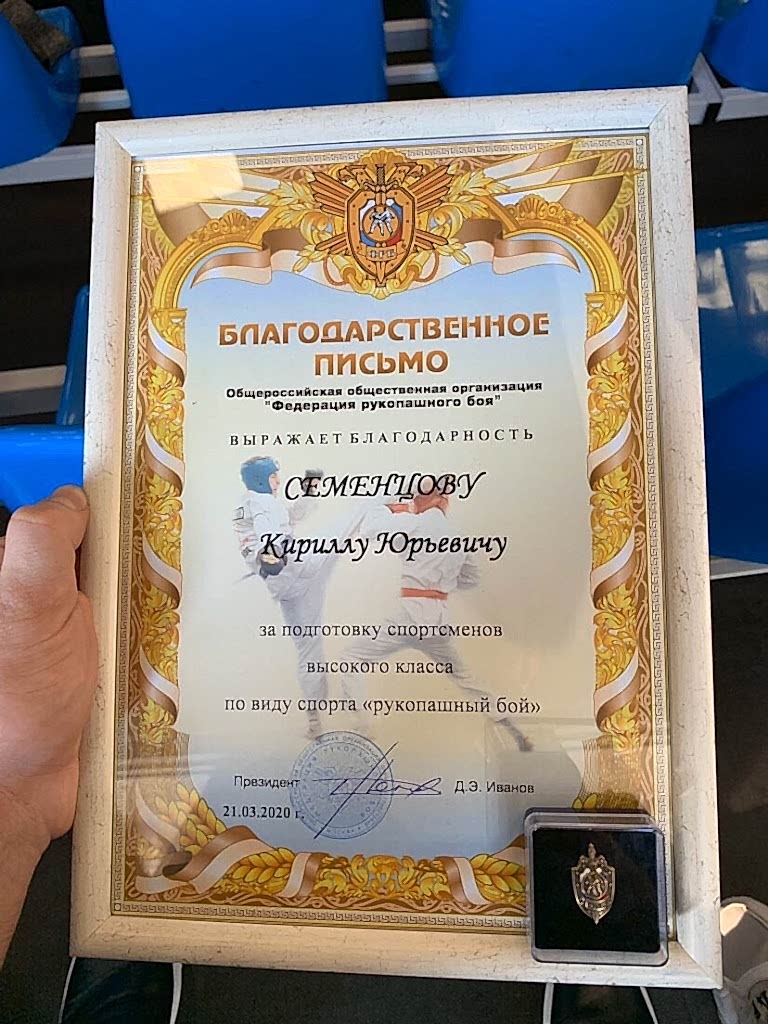 ФРБ
БЛАГОДАРСТВЕННОЕ
ПИСЬМО
Общероссийская общественная организация
"Федерация рукопашного боя"
ВЫРАЖАЕТ БЛАГОДАРНОСТЬ
СЕМЕНЦОВУ
Кириллу Юрьевичу
за подготовку спортсменов
высокого класса
по виду спорта «рукопашный бой»
Президент Д.Э. Иванов
21.03.2020 г.